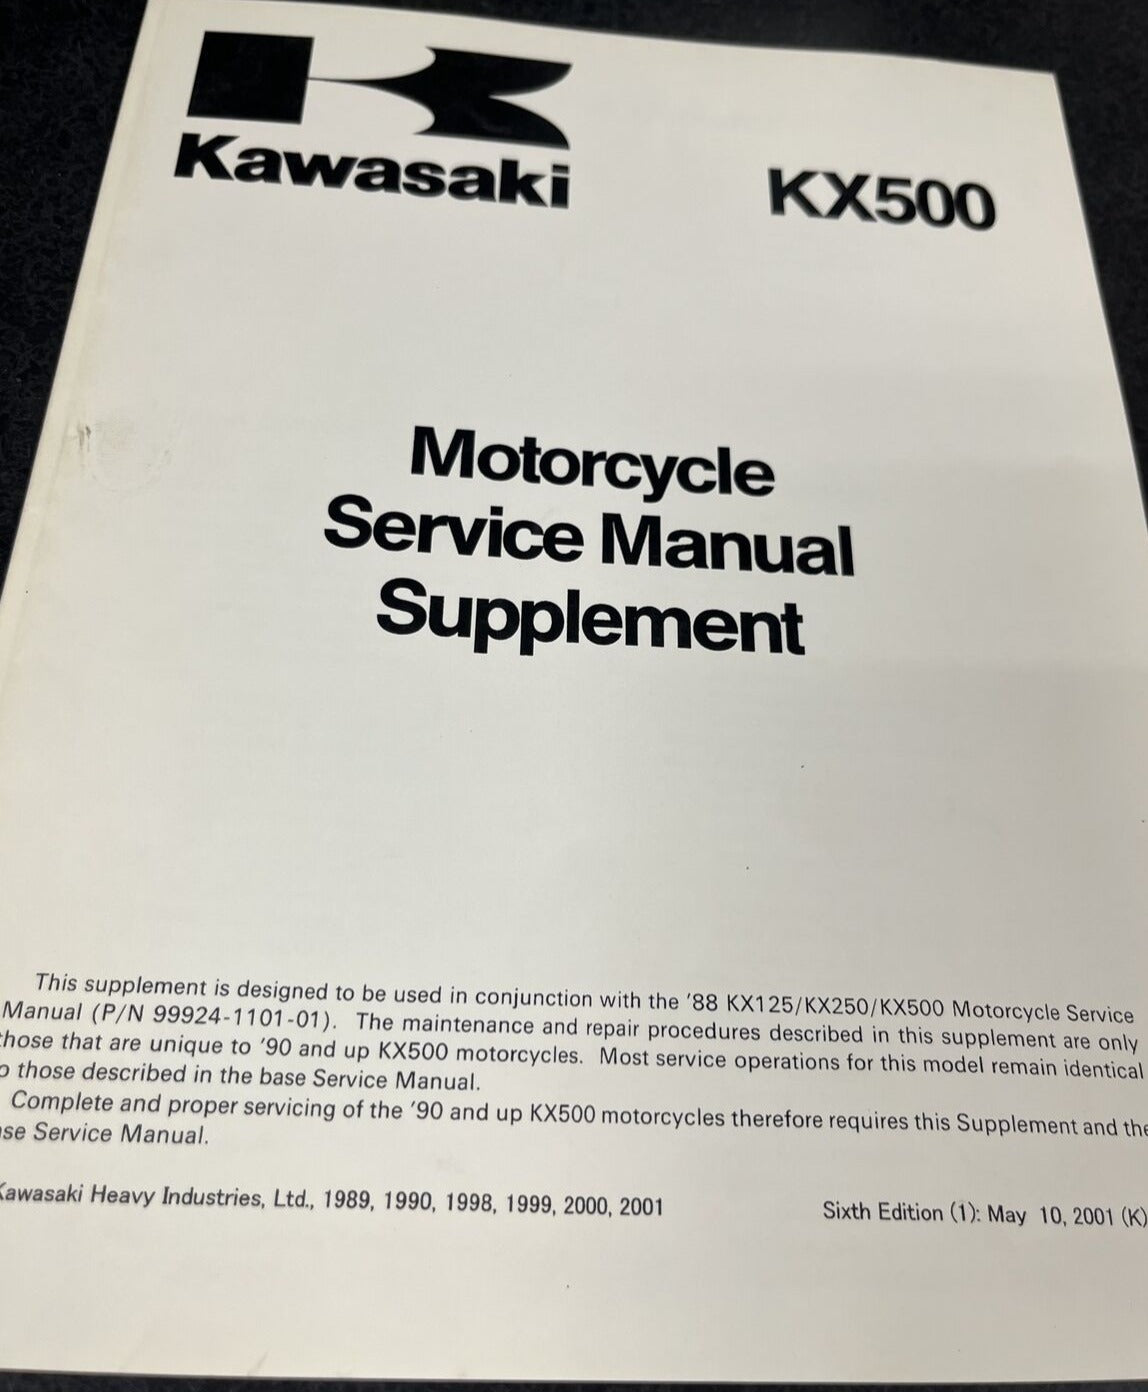 Kawasaki
KX500
Motorcycle
Service Manual
Supplement
This supplement is designed to be used in conjunction with the '88 KX125/KX250/KX500 Motorcycle Service
Manual (P/N 99924-1101-01). The maintenance and repair procedures described in this supplement are only
those that are unique to '90 and up KX500 motorcycles. Most service operations for this model remain identical
o those described in the base Service Manual.
Complete and proper servicing of the '90 and up KX500 motorcycles therefore requires this Supplement and the
se Service Manual.
Kawasaki Heavy Industries, Ltd., 1989, 1990, 1998, 1999, 2000, 2001
Sixth Edition (1): May 10, 2001 (K)